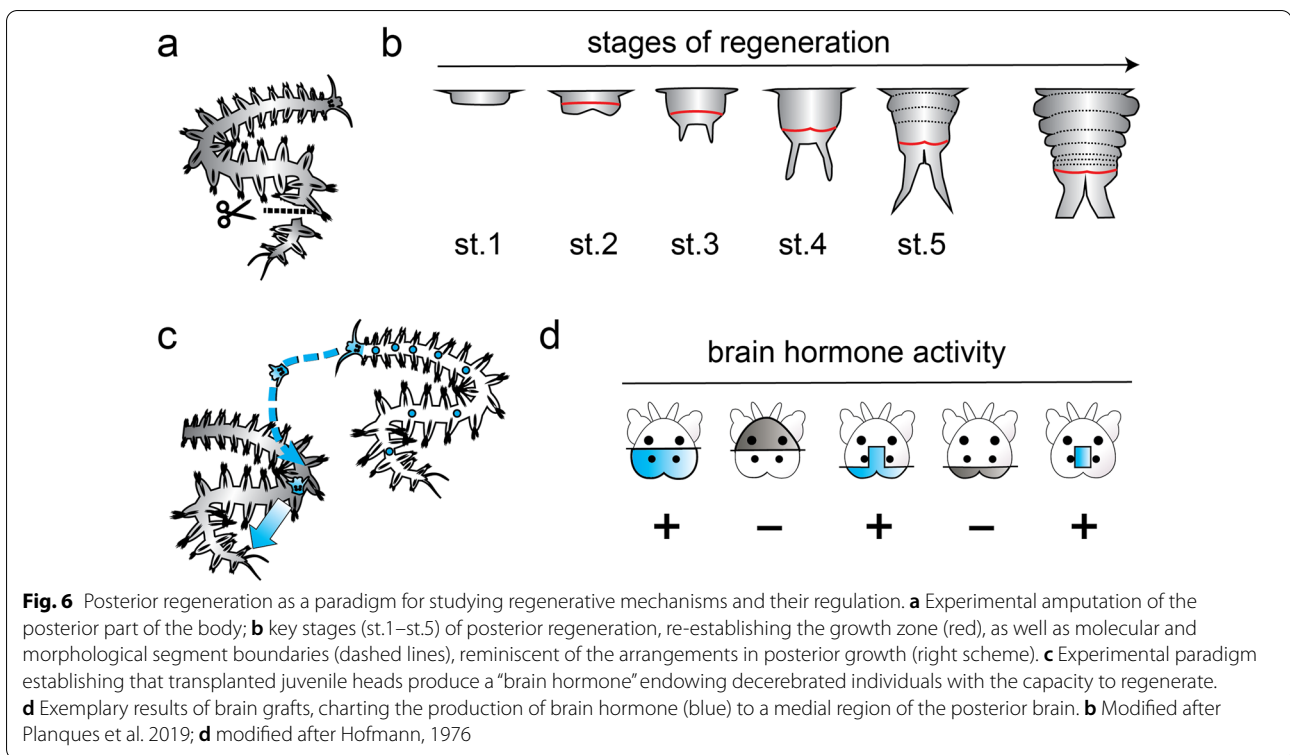 a
b
stages of regeneration
st.1 st.2 st.3 st.4 st.5
c
d
brain hormone activity
+ – + – +
Fig. 6 Posterior regeneration as a paradigm for studying regenerative mechanisms and their regulation. a Experimental amputation of the
posterior part of the body; b key stages (st.1–st.5) of posterior regeneration, re-establishing the growth zone (red), as well as molecular and
morphological segment boundaries (dashed lines), reminiscent of the arrangements in posterior growth (right scheme). c Experimental paradigm
establishing that transplanted juvenile heads produce a “brain hormone” endowing decerebrated individuals with the capacity to regenerate.
d Exemplary results of brain grafts, charting the production of brain hormone (blue) to a medial region of the posterior brain. b Modified after
Planques et al. 2019; d modified after Hofmann, 1976